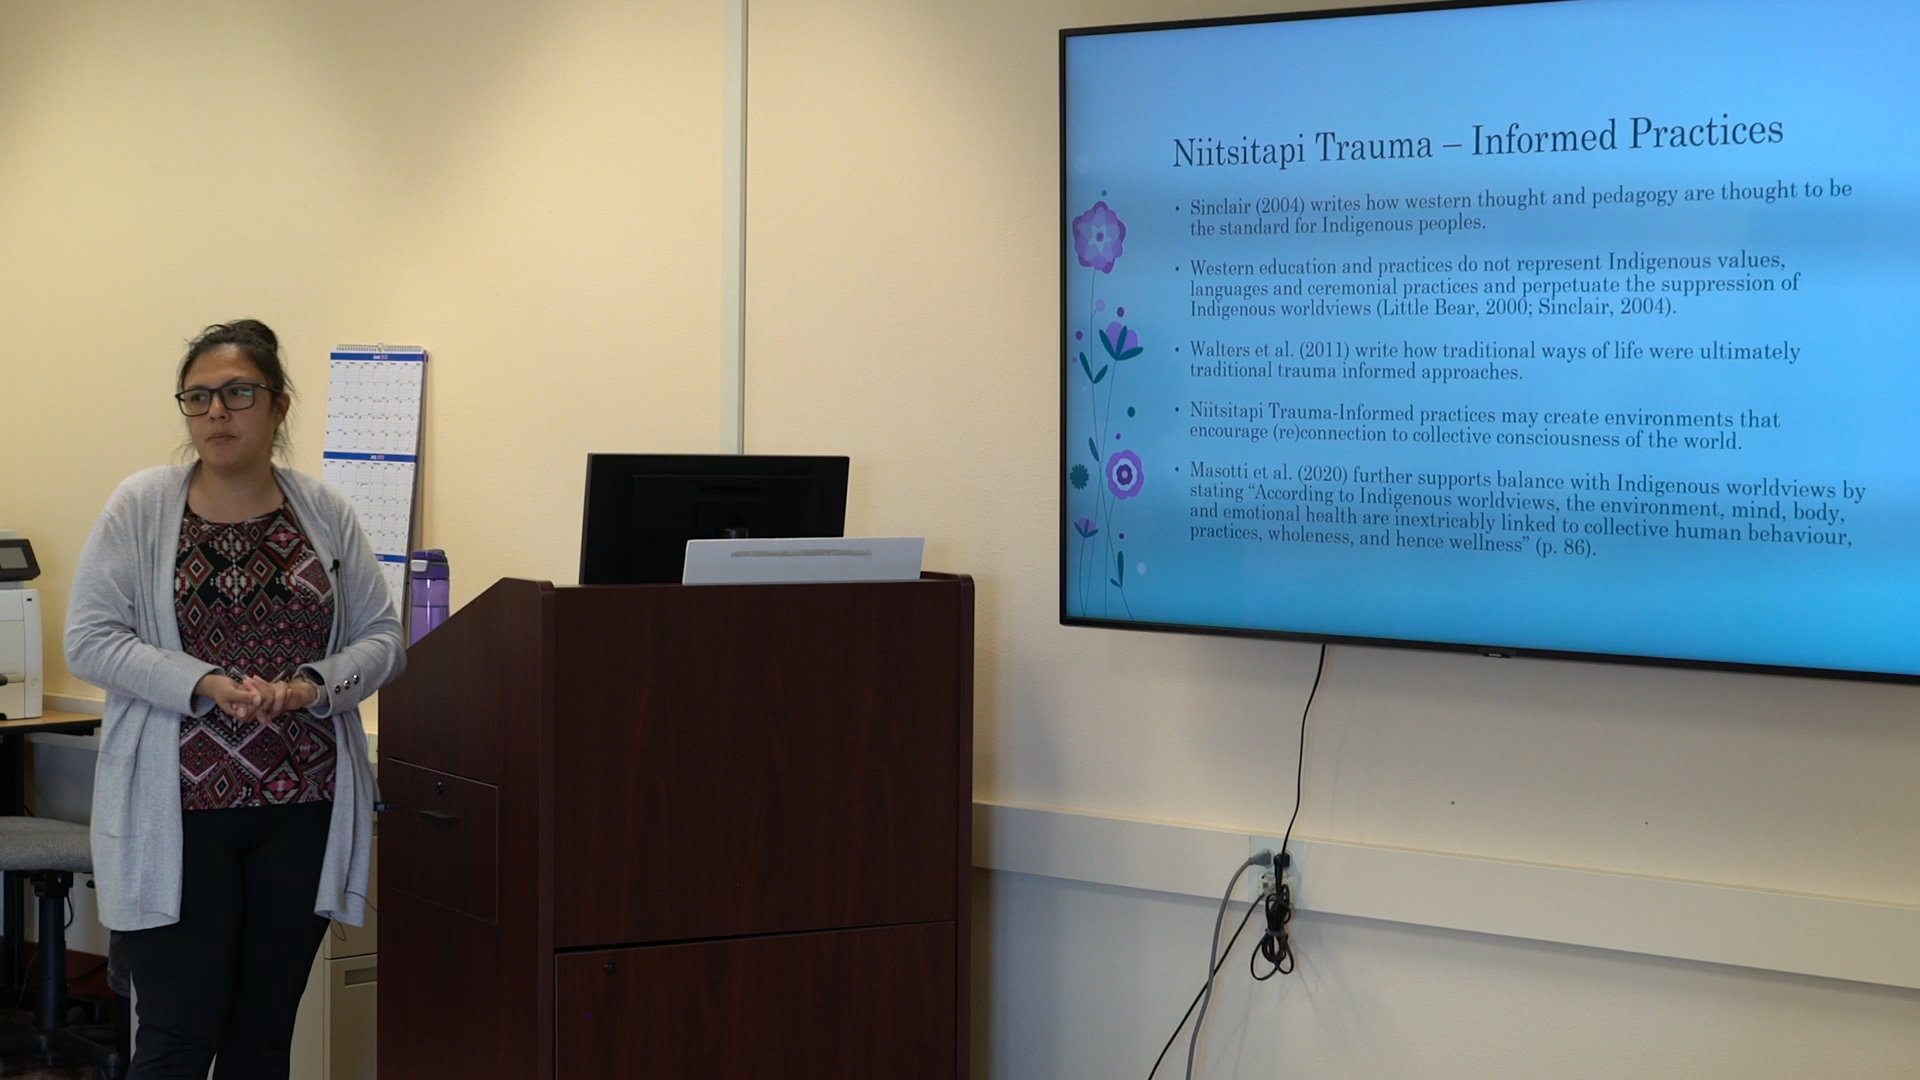 Niitsitapi Trauma – Informed Practices
• Sinclair (2004) writes how western thought and pedagogy are thought to be
the standard for Indigenous peoples.
• Western education and practices do not represent Indigenous values,
languages and ceremonial practices and perpetuate the suppression of
Indigenous worldviews (Little Bear, 2000; Sinclair, 2004).
• Walters et al. (2011) write how traditional ways of life were ultimately
traditional trauma informed approaches.
• Niitsitapi Trauma-Informed practices may create environments that
encourage (re)connection to collective consciousness of the world.
• Masotti et al. (2020) further supports balance with Indigenous worldviews by
stating “According to Indigenous worldviews, the environment, mind, body,
and emotional health are inextricably linked to collective human behaviour,
practices, wholeness, and hence wellness” (p. 86).